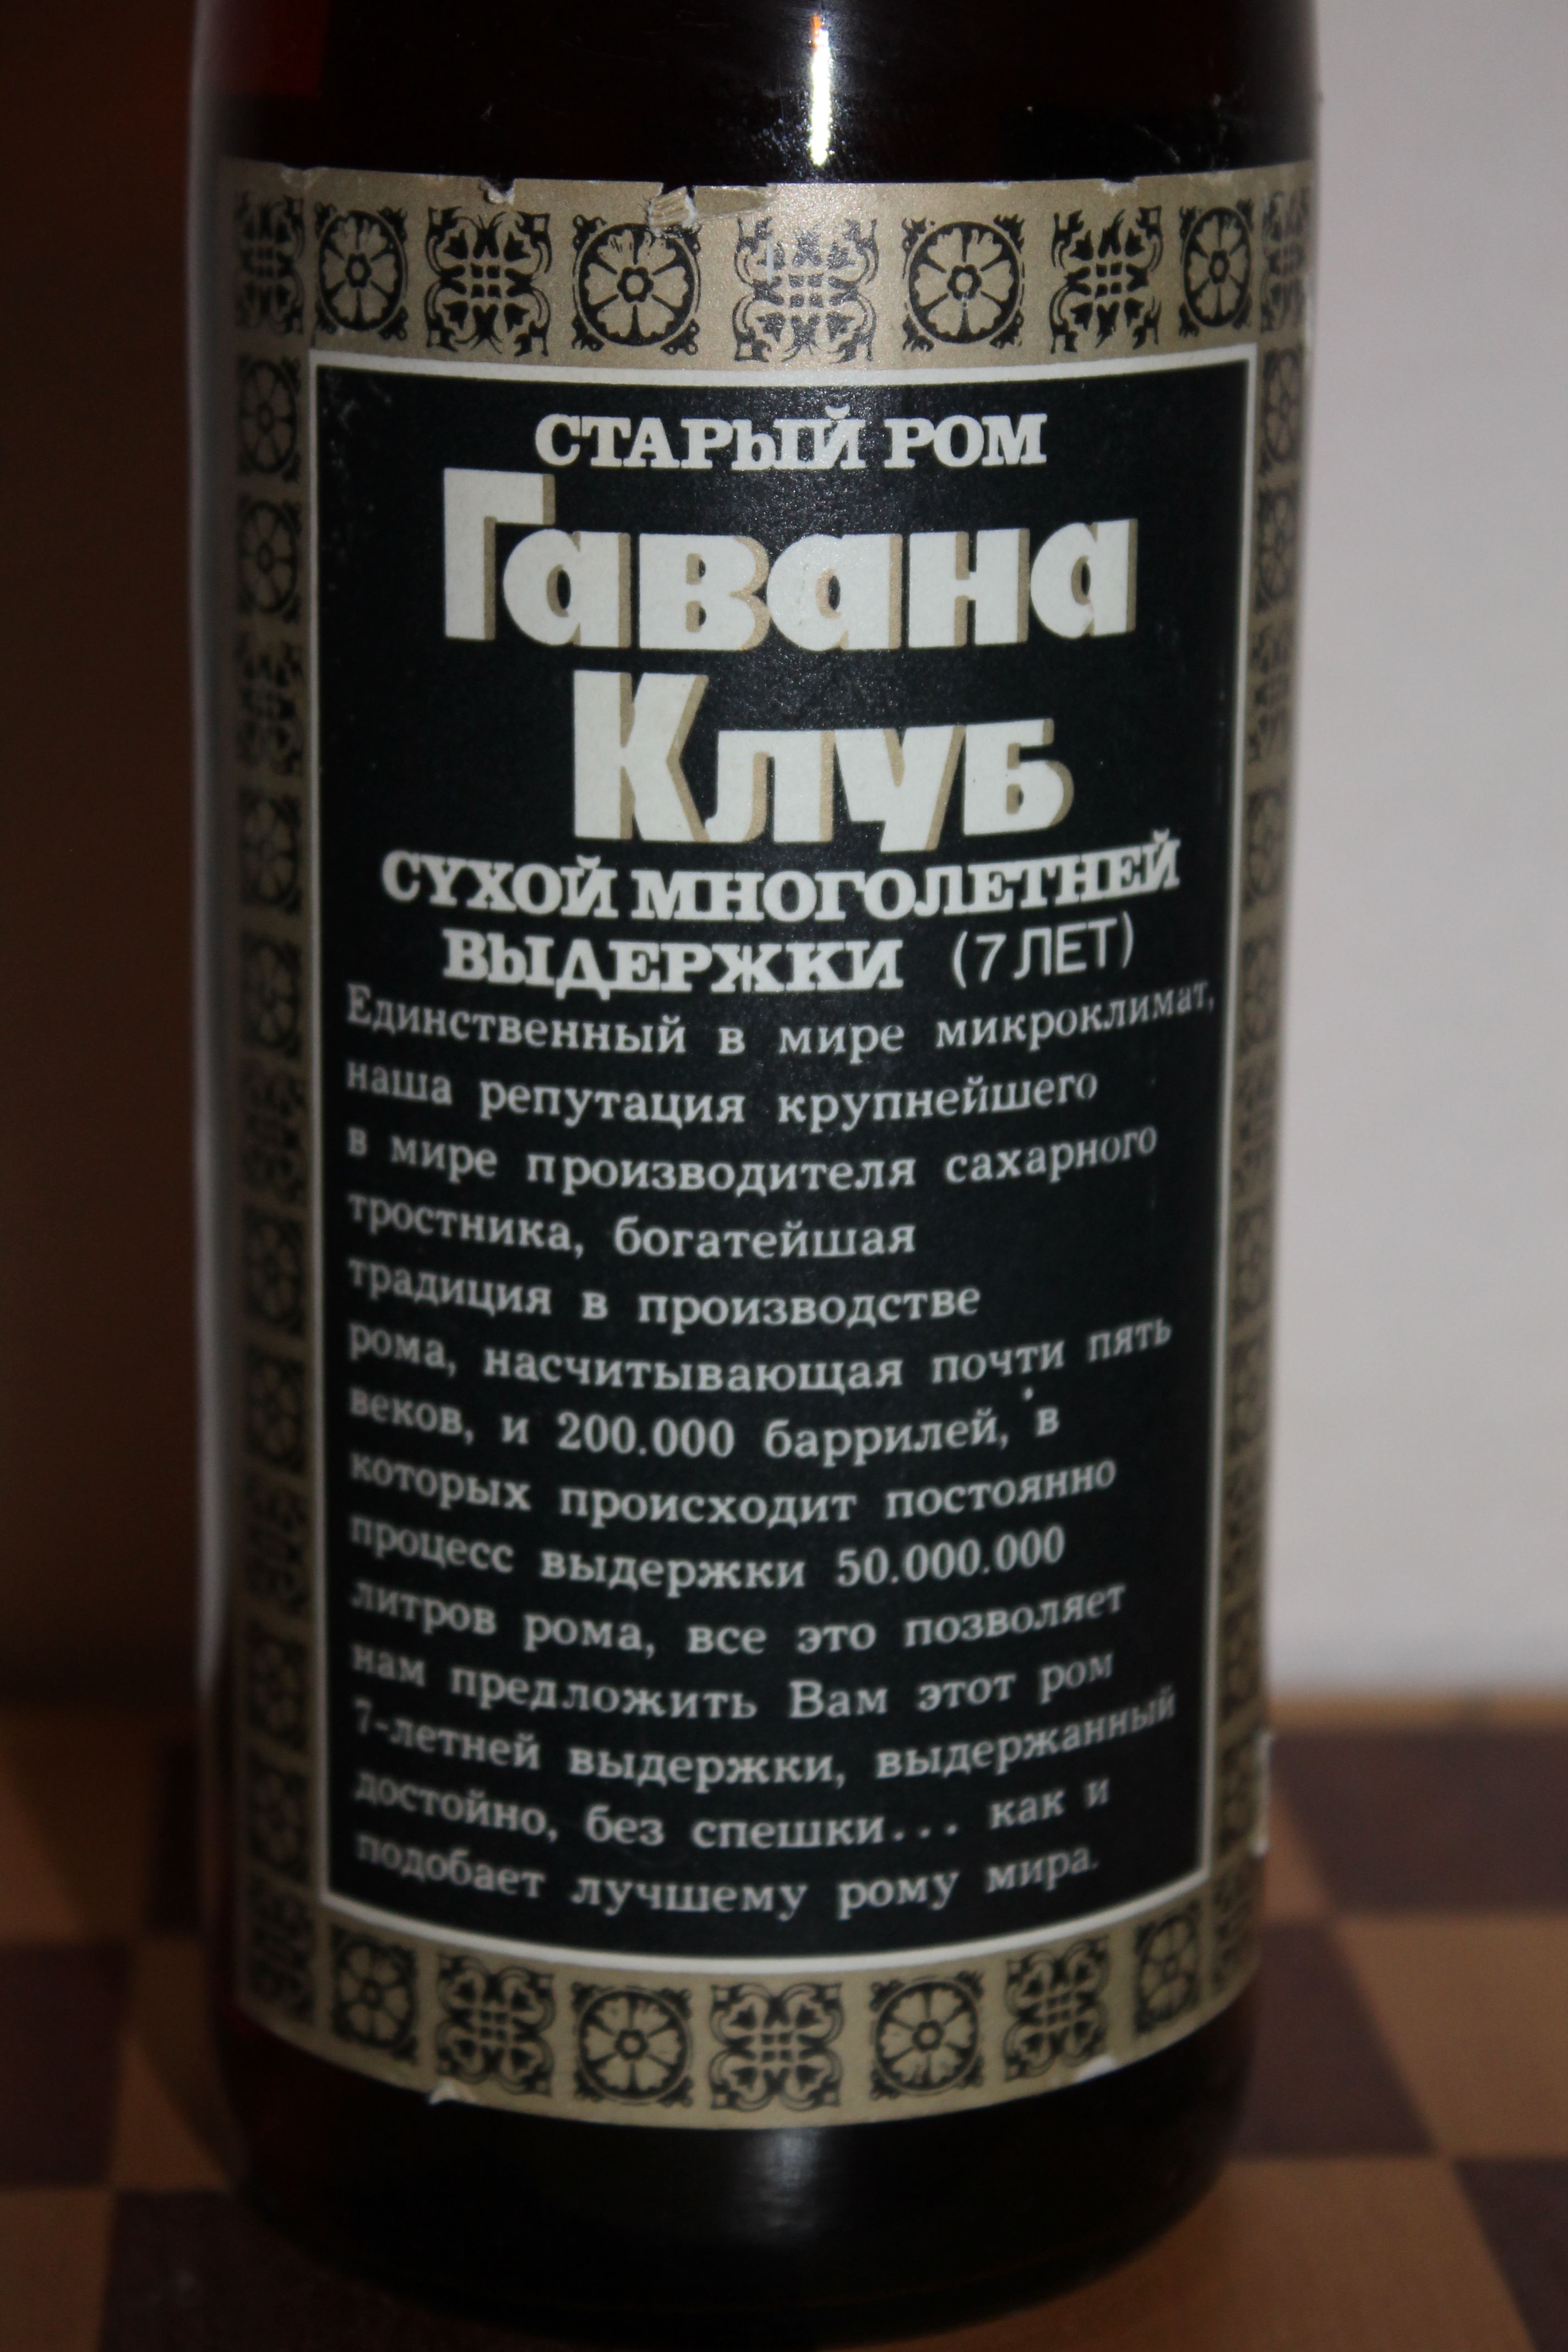 СТАРЫЙ РОМ
Гавана
Клуб
СУХОЙ МНОГОЛЕТНЕЙ
ВЫДЕРЖКИ (7 ЛЕТ)
Единственный в мире микроклимат,
наша репутация крупнейшего
в мире производителя сахарного
тростника, богатейшая
традиция в производстве
рома, насчитывающая почти пять
веков, и 200.000 баррилей, в
которых происходит постоянно
процесс выдержки 50.000.000
литров рома, все это позволяет
нам предложить Вам этот ром
7-летней выдержки, выдержанный
достойно, без спешки... как и
подобает лучшему рому мира.